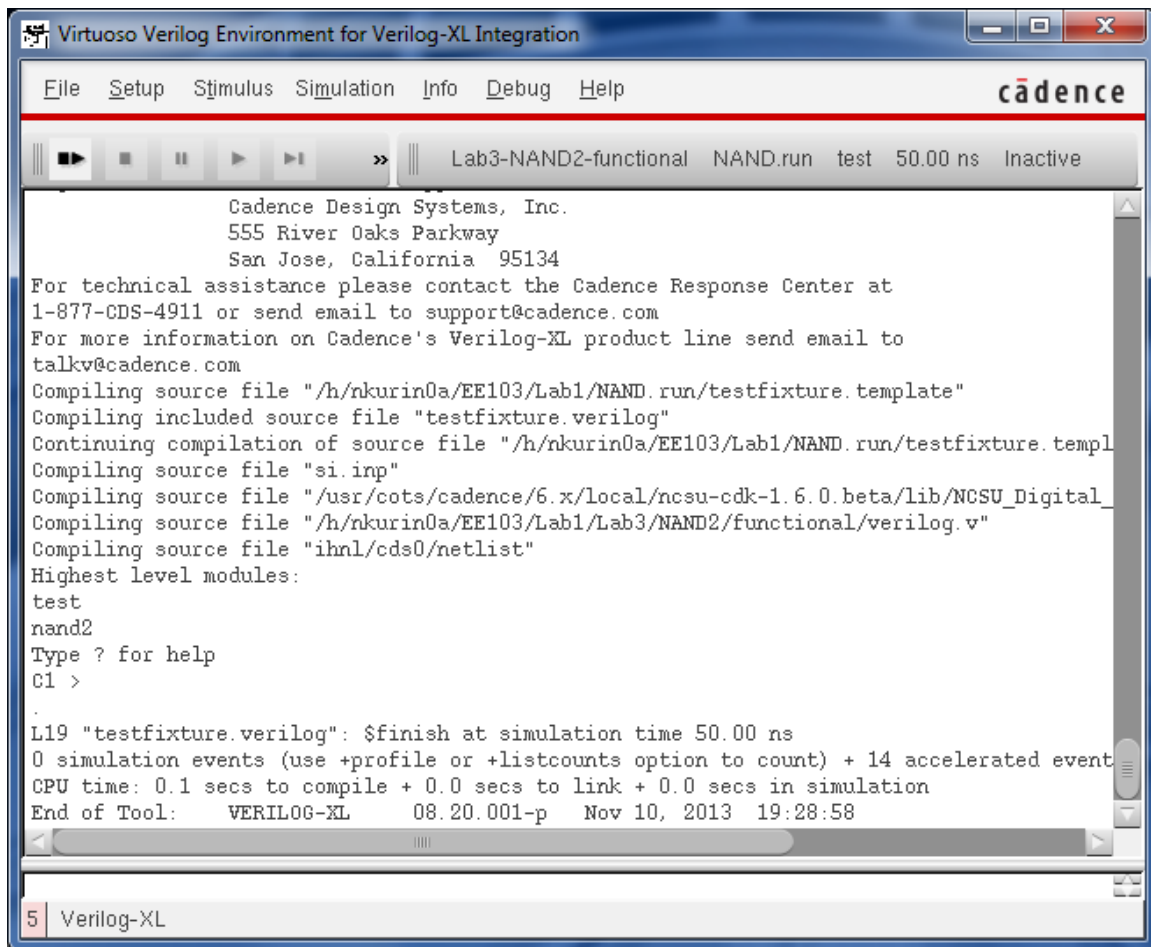 Virtuoso Verilog Environment for Verilog-XL Integration
File Setup Stimulus Simulation Info Debug Help cādence
» Lab3-NAND2-functional NAND.run test 50.00 ns Inactive
Cadence Design Systems, Inc.
555 River Oaks Parkway
San Jose, California 95134
For technical assistance please contact the Cadence Response Center at
1-877-CDS-4911 or send email to support@cadence.com
For more information on Cadence's Verilog-XL product line send email to
talkv@cadence.com
Compiling source file "/h/nkurin0a/EE103/Lab1/NAND.run/testfixture.template"
Compiling included source file "testfixture.verilog"
Continuing compilation of source file "/h/nkurin0a/EE103/Lab1/NAND.run/testfixture.templ
Compiling source file "si.inp"
Compiling source file "/usr/cots/cadence/6.x/local/ncsu-cdk-1.6.0.beta/lib/NCSU_Digital_
Compiling source file "/h/nkurin0a/EE103/Lab1/Lab3/NAND2/functional/verilog.v"
Compiling source file "ihnl/cds0/netlist"
Highest level modules:
test
nand2
Type ? for help
C1 >
.
L19 "testfixture.verilog": $finish at simulation time 50.00 ns
0 simulation events (use +profile or +listcounts option to count) + 14 accelerated event
CPU time: 0.1 secs to compile + 0.0 secs to link + 0.0 secs in simulation
End of Tool: VERILOG-XL 08.20.001-p Nov 10, 2013 19:28:58
5 Verilog-XL